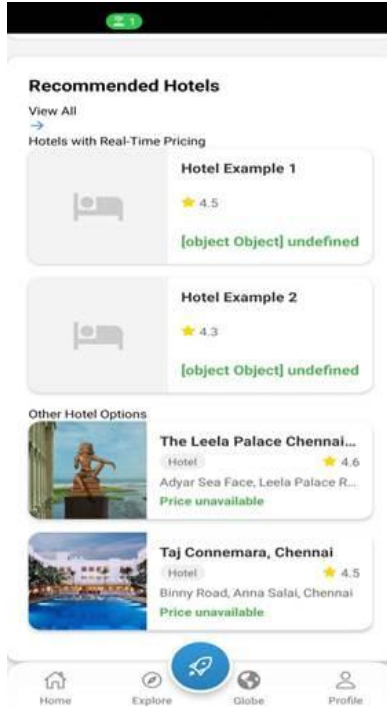 1
Recommended Hotels
View All
→
Hotels with Real-Time Pricing
Hotel Example 1
4.5
[object Object] undefined
Hotel Example 2
4.3
[object Object] undefined
Other Hotel Options
The Leela Palace Chennai...
Hotel
4.6
Adyar Sea Face, Leela Palace R...
Price unavailable
Taj Connemara, Chennai
Hotel
4.5
Binny Road, Anna Salai, Chennai
Price unavailable
Home
Explore
Globe
Profile